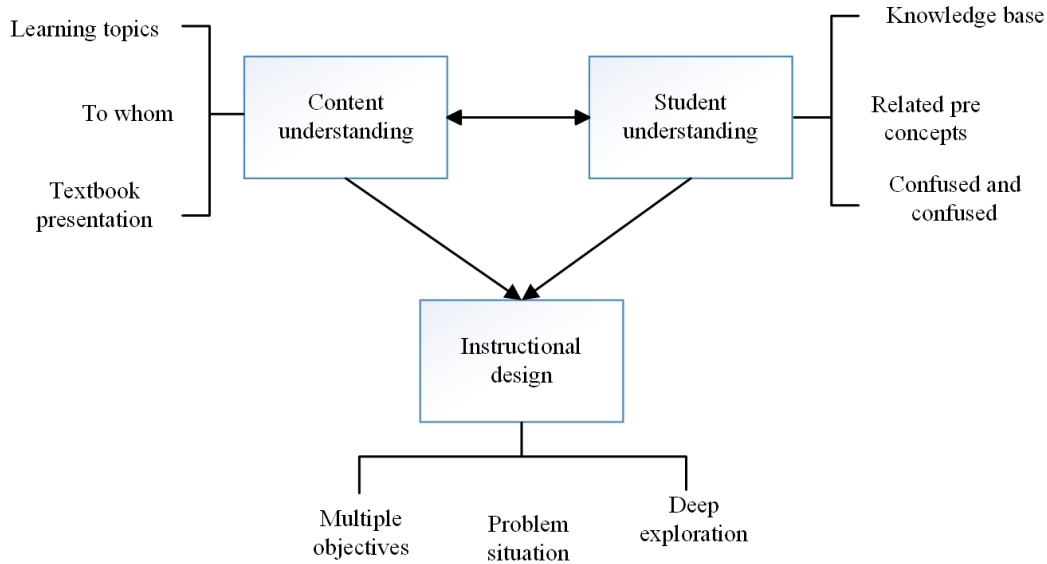 Learning topics
To whom
Textbook
presentation
Content
understanding
Student
understanding
Knowledge base
Related pre
concepts
Confused and
confused
Instructional
design
Multiple
objectives
Problem
situation
Deep
exploration